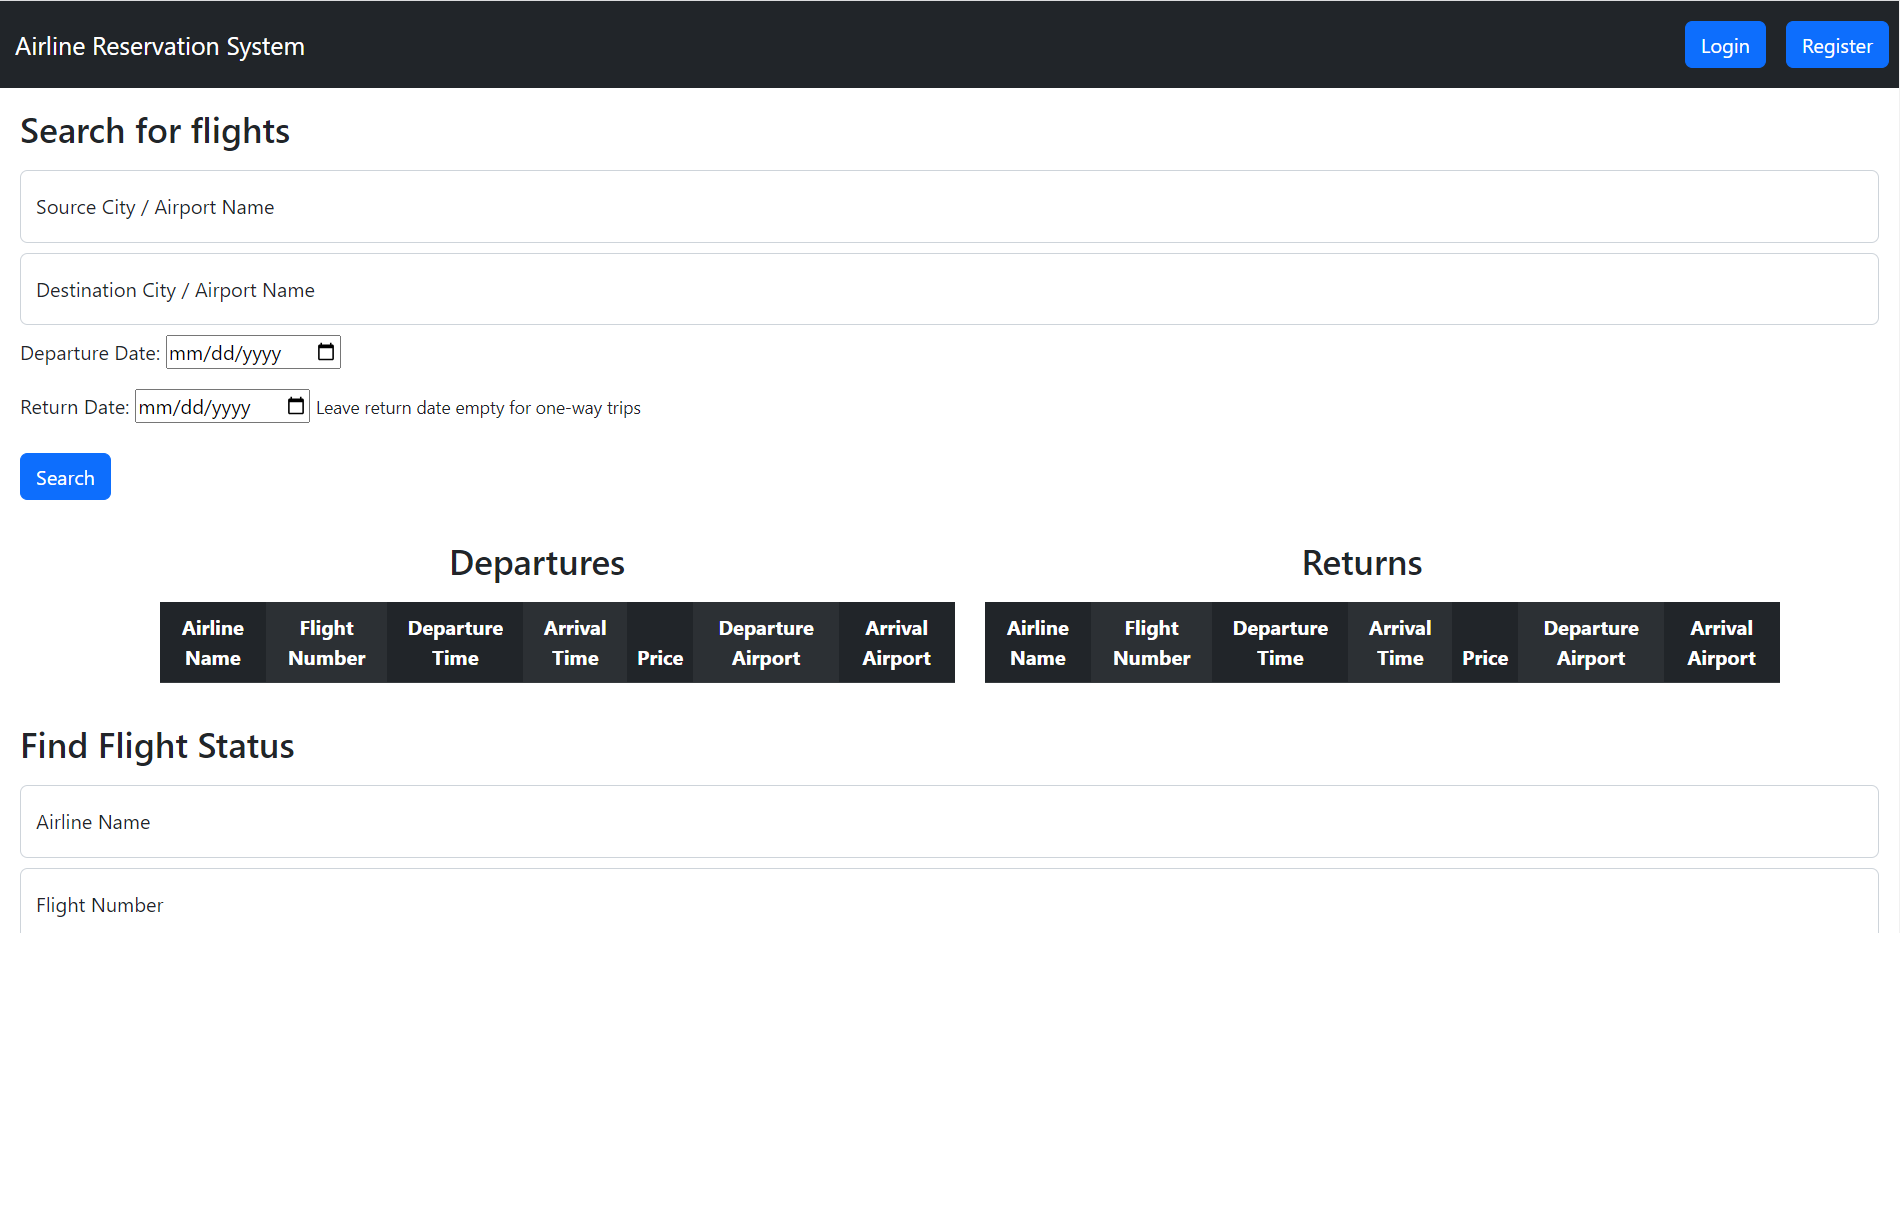 Airline Reservation System
Login
Register
Search for flights
Source City / Airport Name
Destination City / Airport Name
Departure Date: mm/dd/yyyy
Return Date: mm/dd/yyyy Leave return date empty for one-way trips
Search
Departures
Airline Name
Flight Number
Departure Time
Arrival Time
Price
Departure Airport
Arrival Airport
Returns
Airline Name
Flight Number
Departure Time
Arrival Time
Price
Departure Airport
Arrival Airport
Find Flight Status
Airline Name
Flight Number